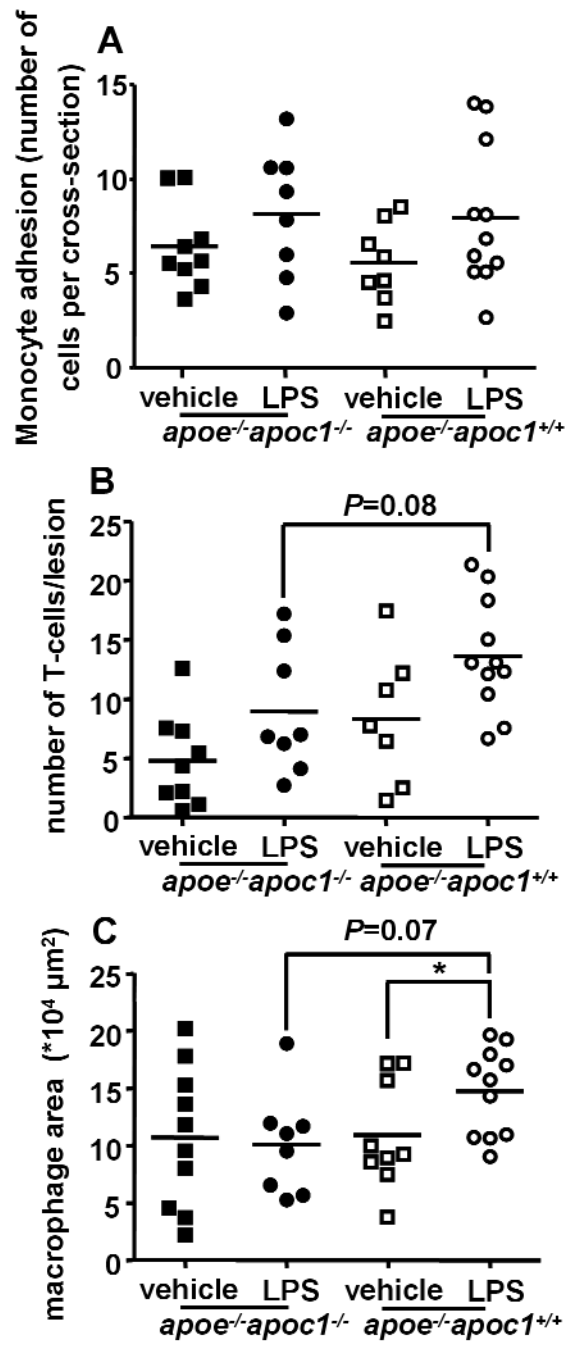 A
Monocyte adhesion (number of
cells per cross-section)
15
10
5
0
vehicle LPS vehicle LPS
apoe-/-apoc1-/- apoe-/-apoc1+/+
B
number of T-cells/lesion
P=0.08
25
20
15
10
5
0
vehicle LPS vehicle LPS
apoe-/-apoc1-/- apoe-/-apoc1+/+
C
macrophage area (*10⁴ µm²)
P=0.07
*
25
20
15
10
5
0
vehicle LPS vehicle LPS
apoe-/-apoc1-/- apoe-/-apoc1+/+